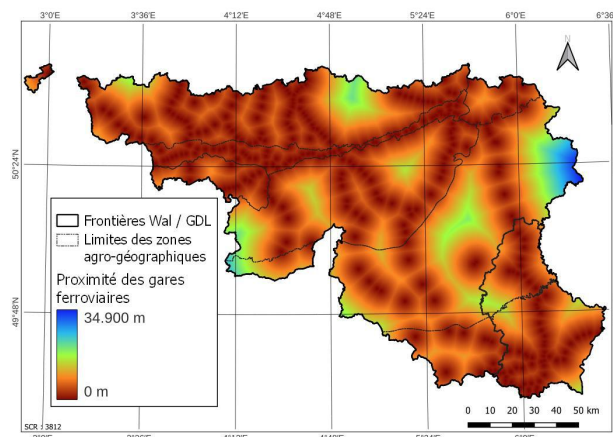 3°0'E 3°36'E 4°12'E 4°48'E 5°24'E 6°0'E 6°36'E
50°24'N
49°48'N
Frontières Wal / GDL
Limites des zones
agro-géographiques
Proximité des gares
ferroviaires
34.900 m
0 m
SCR : 3812
0 10 20 30 40 50 km